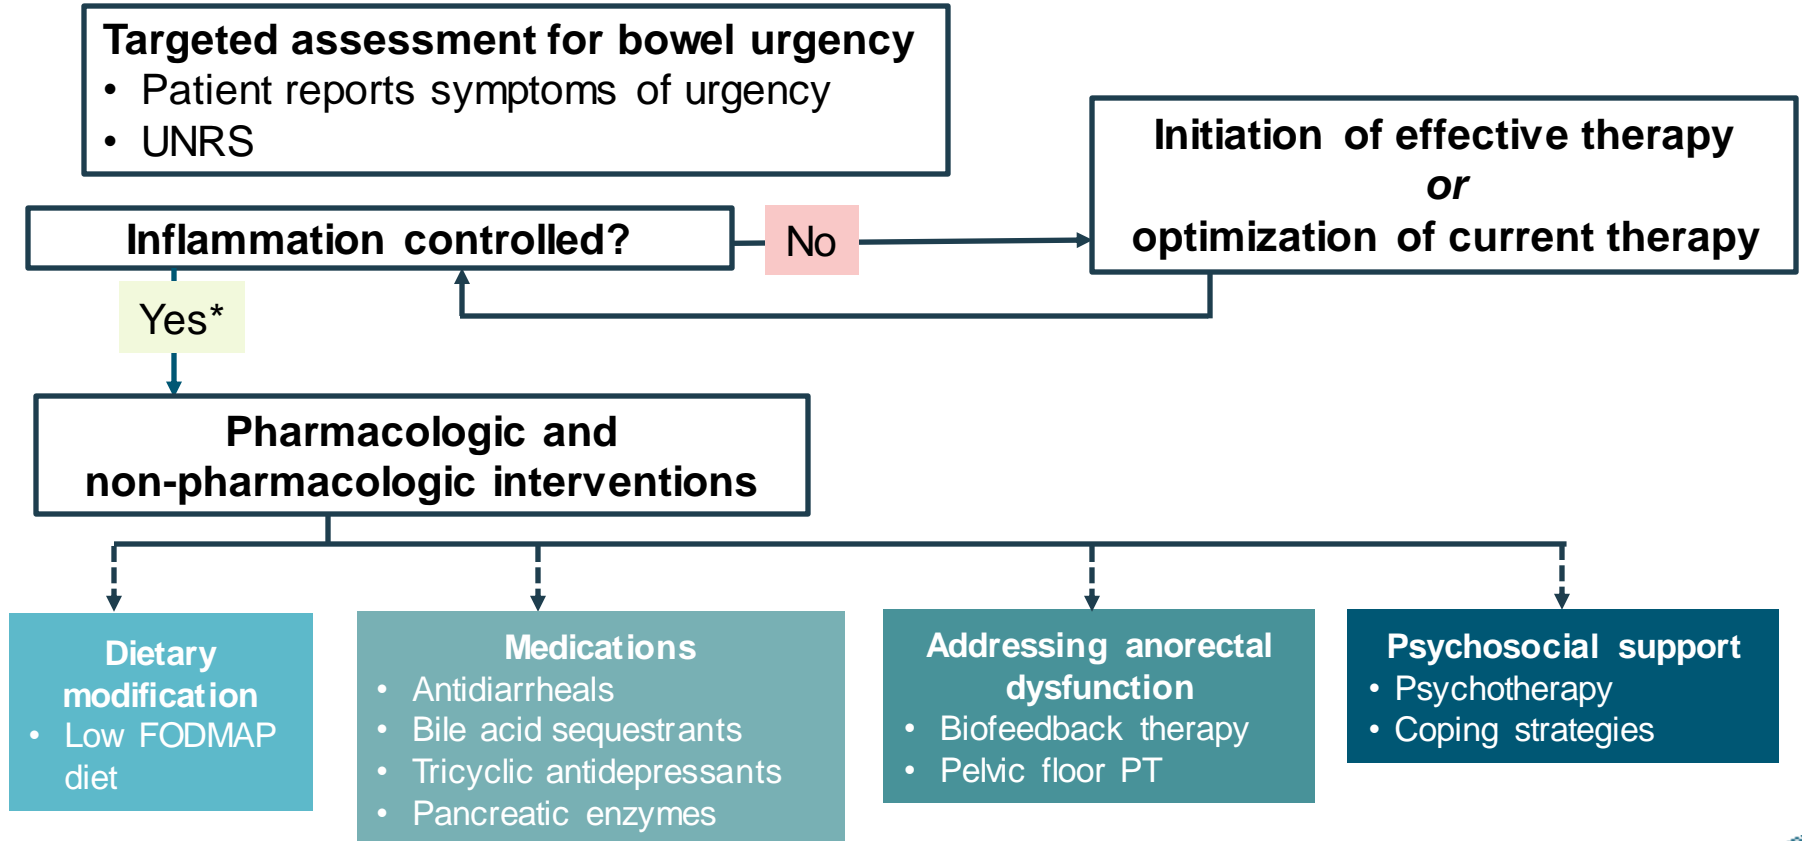 Targeted assessment for bowel urgency
• Patient reports symptoms of urgency
• UNRS
Inflammation controlled?
No
Initiation of effective therapy
or
optimization of current therapy
Yes*
Pharmacologic and
non-pharmacologic interventions
Dietary
modification
• Low FODMAP
diet
Medications
• Antidiarrheals
• Bile acid sequestrants
• Tricyclic antidepressants
• Pancreatic enzymes
Addressing anorectal
dysfunction
• Biofeedback therapy
• Pelvic floor PT
Psychosocial support
• Psychotherapy
• Coping strategies